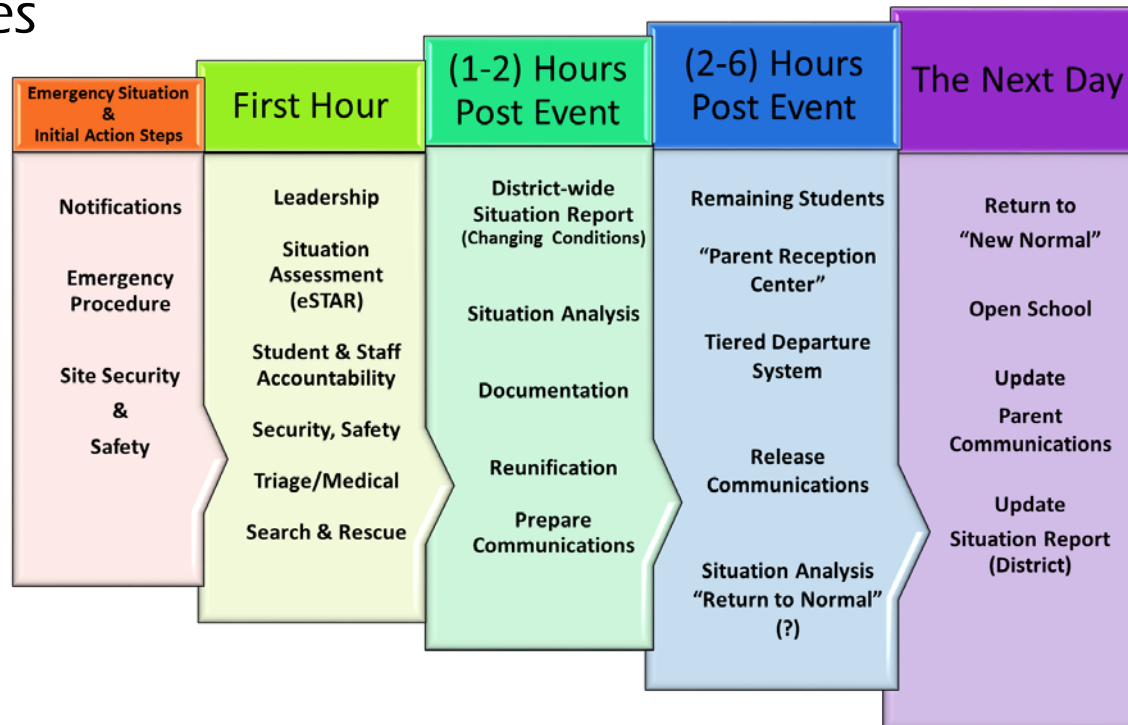 es
Emergency Situation
&
Initial Action Steps
Notifications
Emergency
Procedure
Site Security
&
Safety
First Hour
Leadership
Situation
Assessment
(eSTAR)
Student & Staff
Accountability
Security, Safety
Triage/Medical
Search & Rescue
(1-2) Hours
Post Event
District-wide
Situation Report
(Changing Conditions)
Situation Analysis
Documentation
Reunification
Prepare
Communications
(2-6) Hours
Post Event
Remaining Students
“Parent Reception
Center”
Tiered Departure
System
Release
Communications
Situation Analysis
“Return to Normal”
(?)
The Next Day
Return to
“New Normal”
Open School
Update
Parent
Communications
Update
Situation Report
(District)